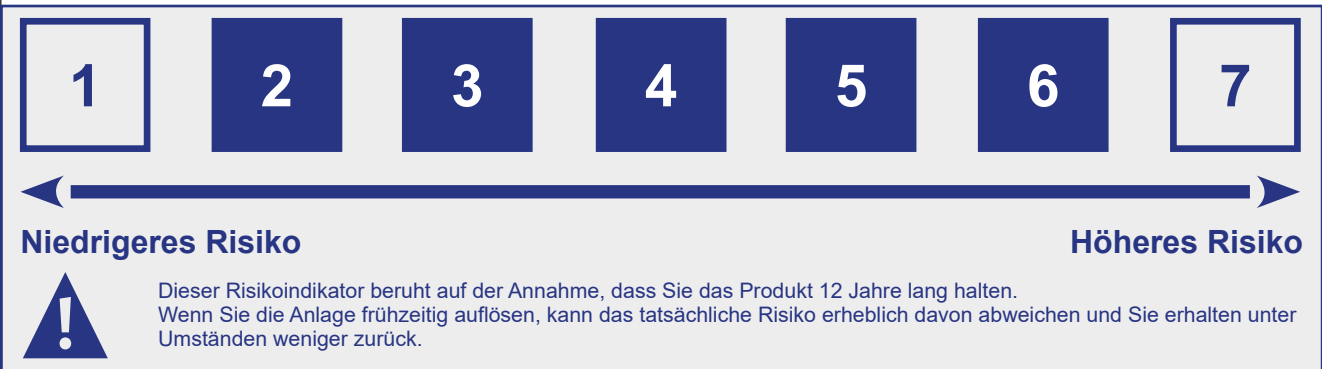 1 2 3 4 5 6 7
Niedrigeres Risiko Höheres Risiko
Dieser Risikoindikator beruht auf der Annahme, dass Sie das Produkt 12 Jahre lang halten.
Wenn Sie die Anlage frühzeitig auflösen, kann das tatsächliche Risiko erheblich davon abweichen und Sie erhalten unter
Umständen weniger zurück.